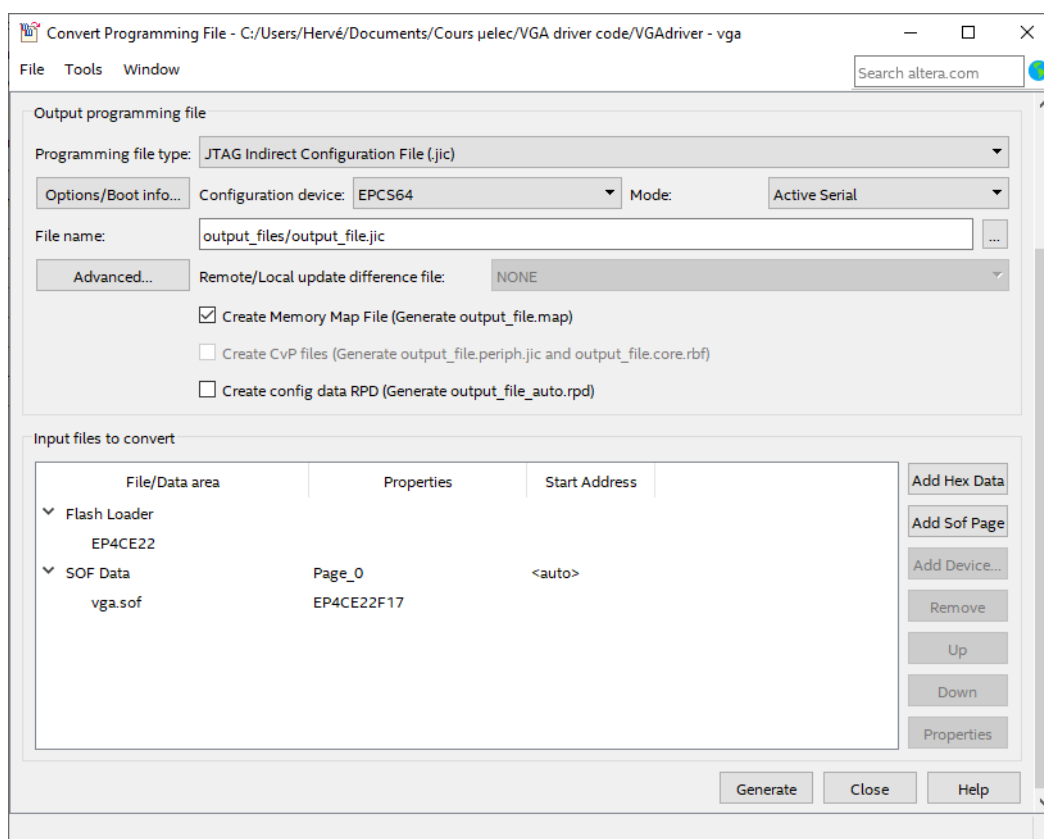 Convert Programming File - C:/Users/Hervé/Documents/Cours µelec/VGA driver code/VGAdriver - vga
File Tools Window
Search altera.com
Output programming file
Programming file type: JTAG Indirect Configuration File (.jic)
Options/Boot info... Configuration device: EPCS64 Mode: Active Serial
File name: output_files/output_file.jic ...
Advanced... Remote/Local update difference file: NONE
Create Memory Map File (Generate output_file.map)
Create CvP files (Generate output_file.periph.jic and output_file.core.rbf)
Create config data RPD (Generate output_file_auto.rpd)
Input files to convert
File/Data area Properties Start Address Add Hex Data
Flash Loader
EP4CE22 Add Sof Page
SOF Data Page_0 <auto> Add Device...
vga.sof EP4CE22F17 Remove
Up
Down
Properties
Generate Close Help